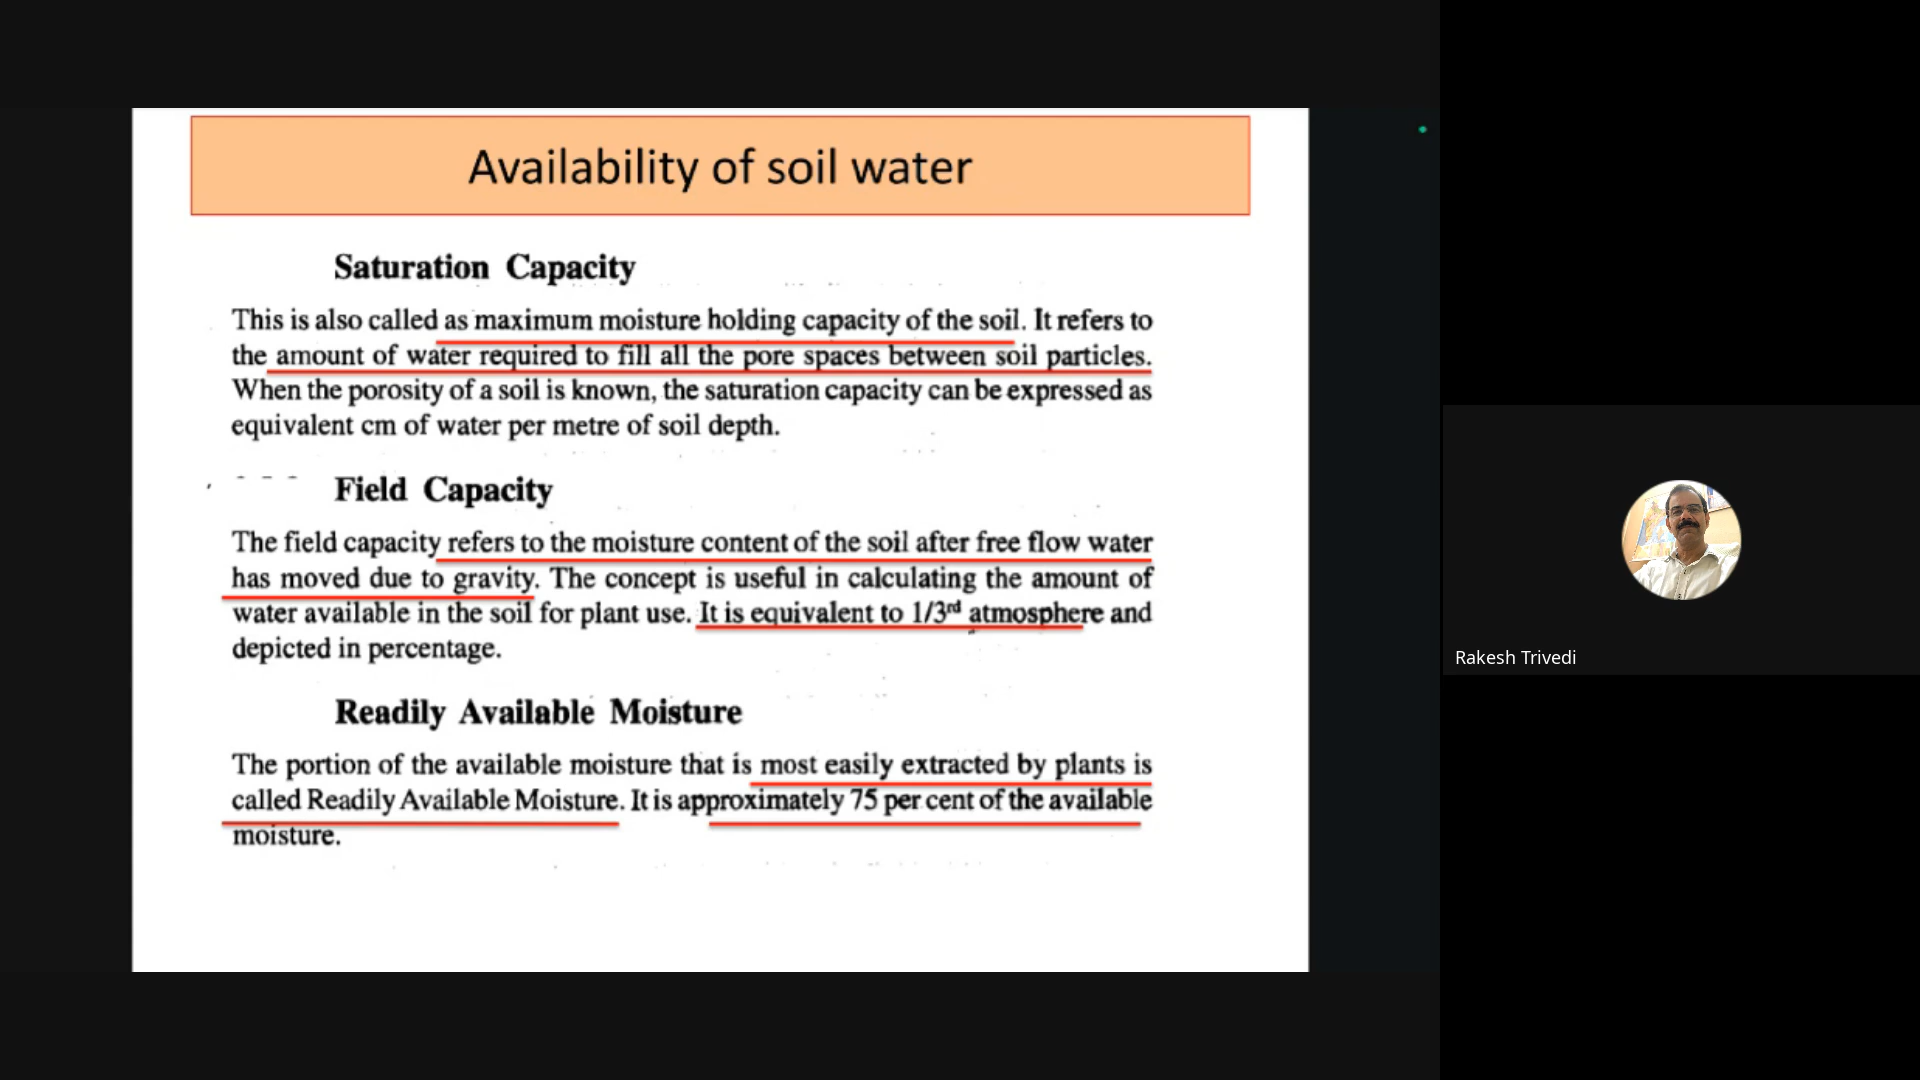 Availability of soil water
Saturation Capacity
This is also called as maximum moisture holding capacity of the soil. It refers to
the amount of water required to fill all the pore spaces between soil particles.
When the porosity of a soil is known, the saturation capacity can be expressed as
equivalent cm of water per metre of soil depth.
Field Capacity
The field capacity refers to the moisture content of the soil after free flow water
has moved due to gravity. The concept is useful in calculating the amount of
water available in the soil for plant use. It is equivalent to 1/3rd atmosphere and
depicted in percentage.
Readily Available Moisture
The portion of the available moisture that is most easily extracted by plants is
called Readily Available Moisture. It is approximately 75 per cent of the available
moisture.
Rakesh Trivedi